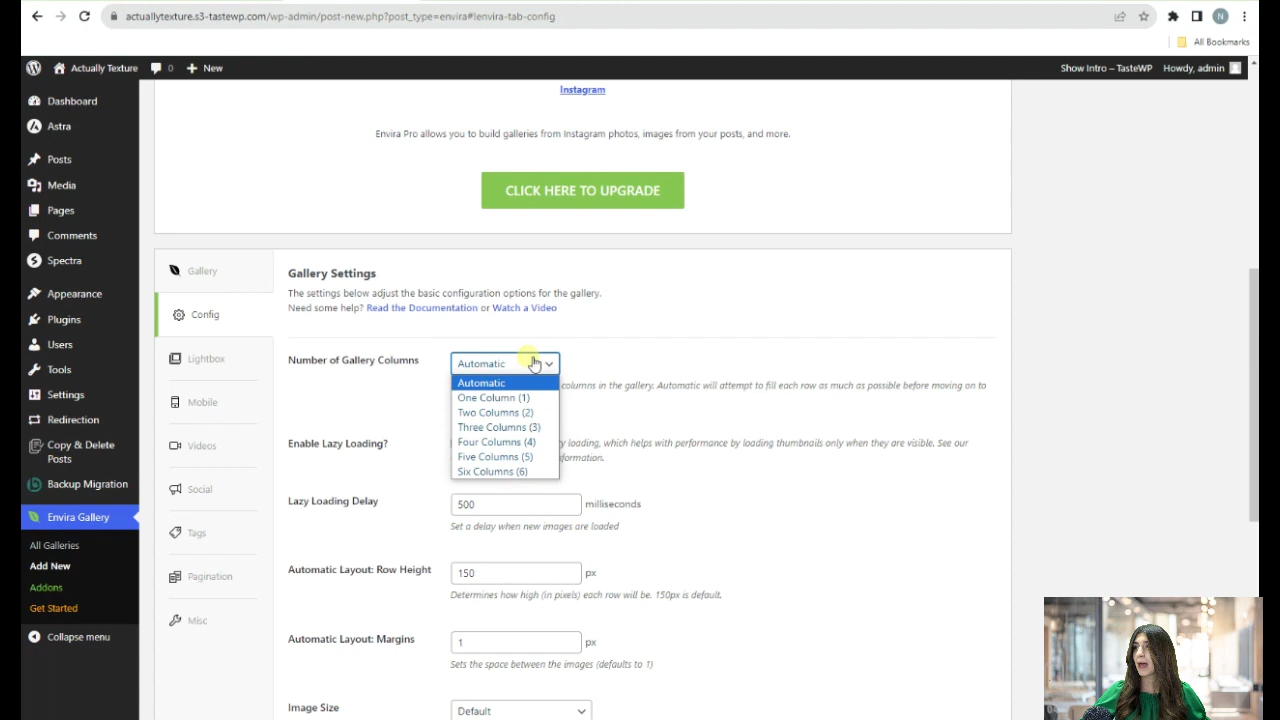 actuallytexture.s3-tastewp.com/wp-admin/post-new.php?post_type=envira#!envira-tab-config
N
All Bookmarks
Actually Texture
0
New
Show Intro – TasteWP
Howdy, admin
Dashboard
Astra
Posts
Media
Pages
Comments
Spectra
Appearance
Plugins
Users
Tools
Settings
Redirection
Copy & Delete
Posts
Backup Migration
Envira Gallery
All Galleries
Add New
Addons
Get Started
Collapse menu
Instagram
Envira Pro allows you to build galleries from Instagram photos, images from your posts, and more.
CLICK HERE TO UPGRADE
Gallery
Config
Lightbox
Mobile
Videos
Social
Tags
Pagination
Misc
Gallery Settings
The settings below adjust the basic configuration options for the gallery.
Need some help? Read the Documentation or Watch a Video
Number of Gallery Columns
Automatic
Automatic
One Column (1)
Two Columns (2)
Three Columns (3)
Four Columns (4)
Five Columns (5)
Six Columns (6)
columns in the gallery. Automatic will attempt to fill each row as much as possible before moving on to
Enable Lazy Loading?
loading, which helps with performance by loading thumbnails only when they are visible. See our
Lazy Loading Delay
500
milliseconds
Set a delay when new images are loaded
Automatic Layout: Row Height
150
px
Determines how high (in pixels) each row will be. 150px is default.
Automatic Layout: Margins
1
px
Sets the space between the images (defaults to 1)
Image Size
Default